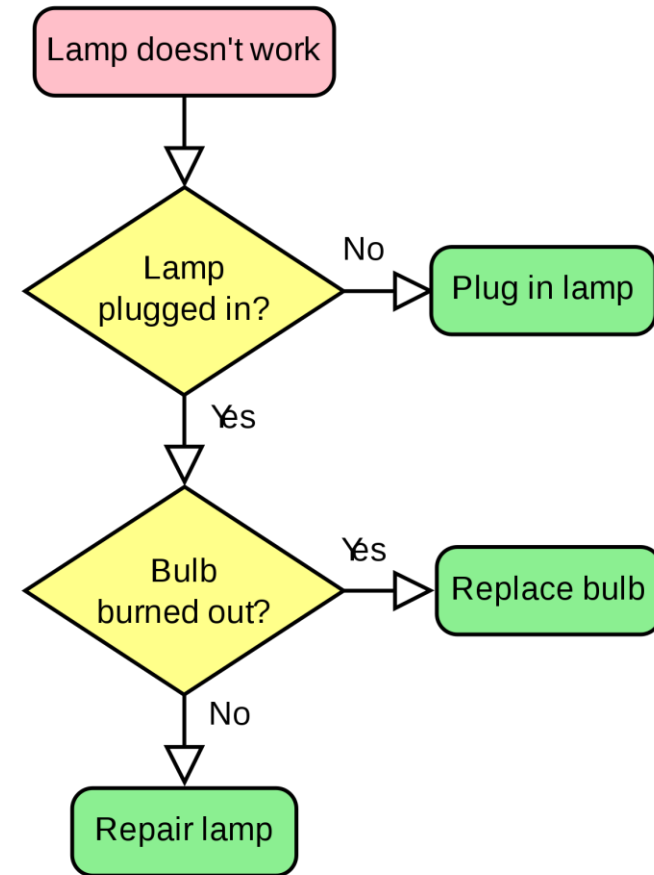 Lamp doesn't work
Lamp
plugged in?
No
Plug in lamp
Yes
Bulb
burned out?
Yes
Replace bulb
No
Repair lamp